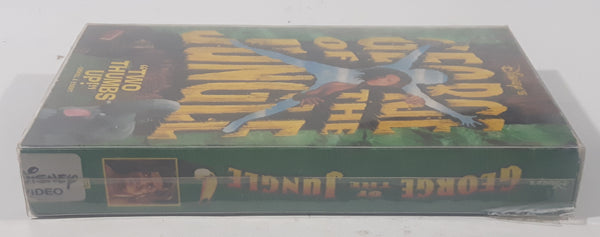 Disney's
GEORGE
OF
THE
JUNGLE
"TWO
THUMBS
UP!"
GEORGE OF THE JUNGLE
DISNEY
VIDEO